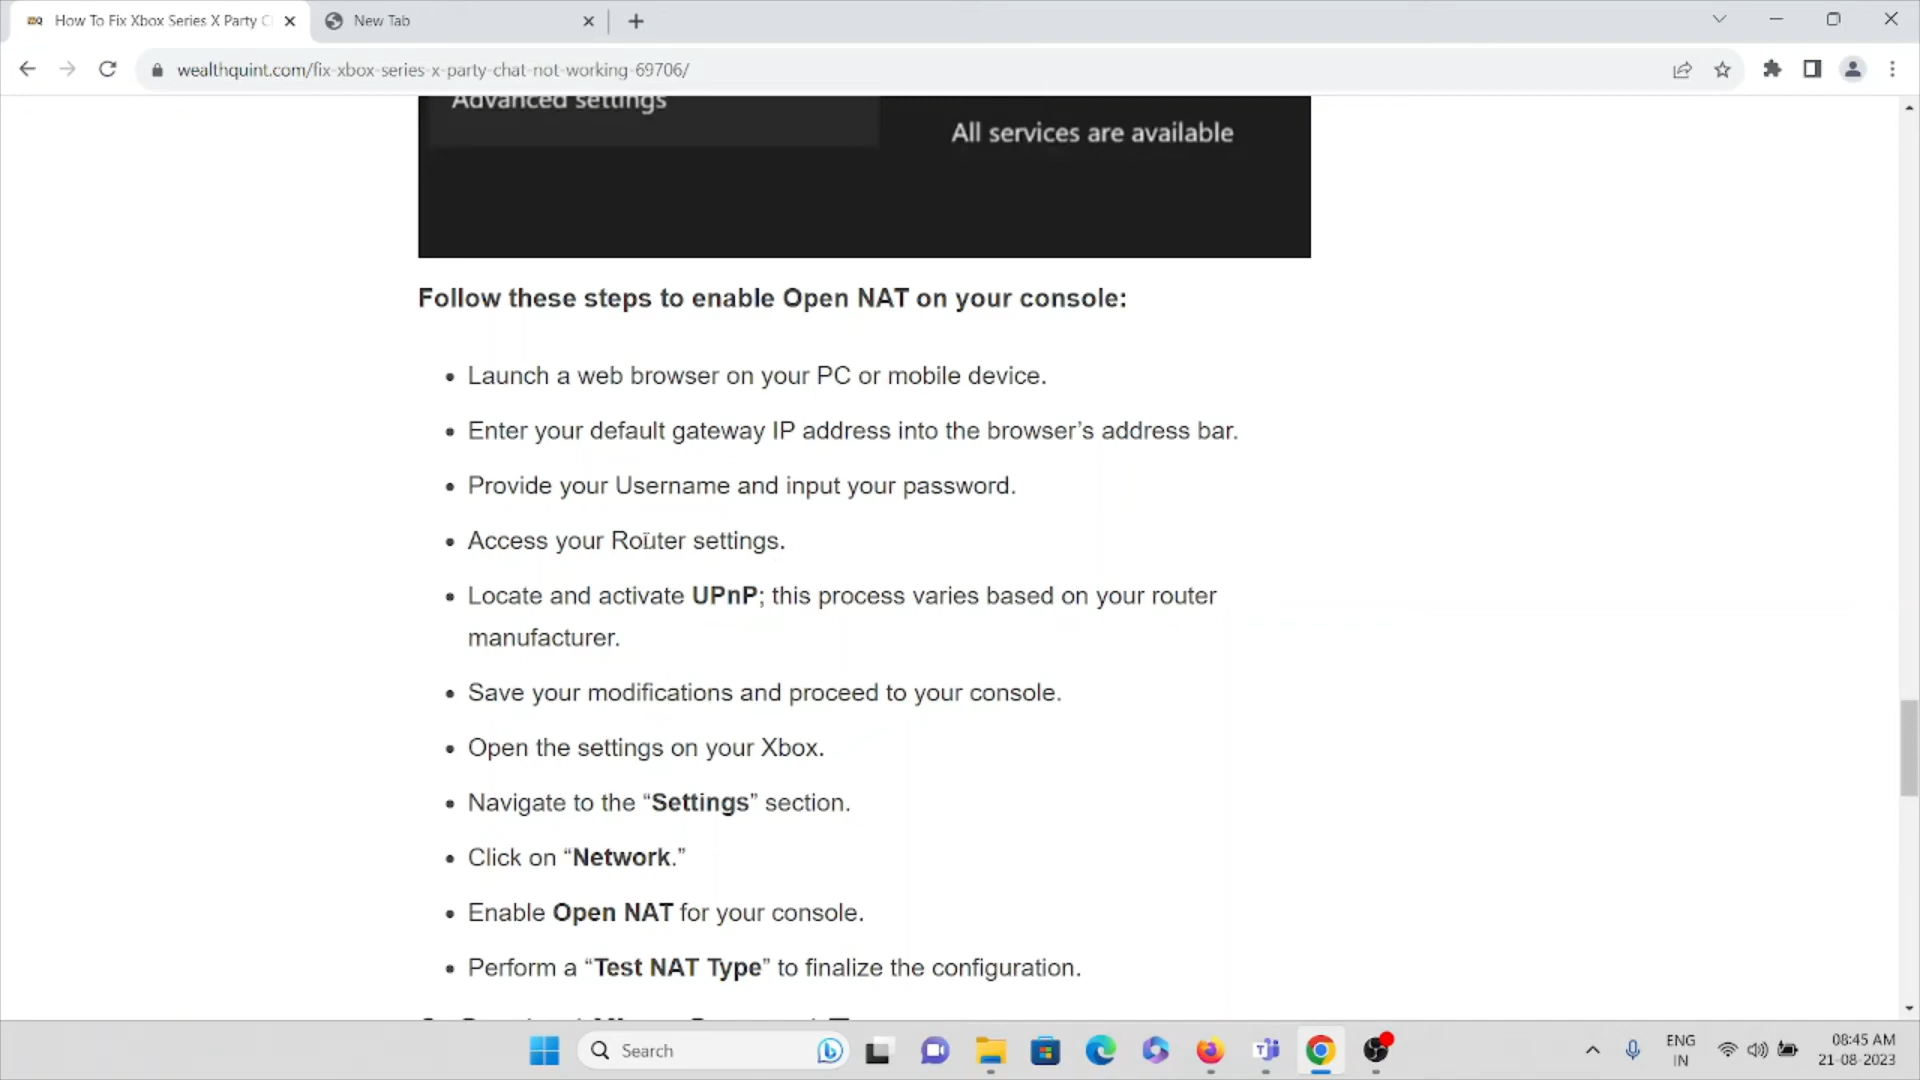 How To Fix Xbox Series X Party C
New Tab
wealthquint.com/fix-xbox-series-x-party-chat-not-working-69706/
Advanced settings
All services are available
Follow these steps to enable Open NAT on your console:
• Launch a web browser on your PC or mobile device.
• Enter your default gateway IP address into the browser’s address bar.
• Provide your Username and input your password.
• Access your Router settings.
• Locate and activate UPnP; this process varies based on your router
manufacturer.
• Save your modifications and proceed to your console.
• Open the settings on your Xbox.
• Navigate to the “Settings” section.
• Click on “Network.”
• Enable Open NAT for your console.
• Perform a “Test NAT Type” to finalize the configuration.
Search
ENG
IN
08:45 AM
21-08-2023